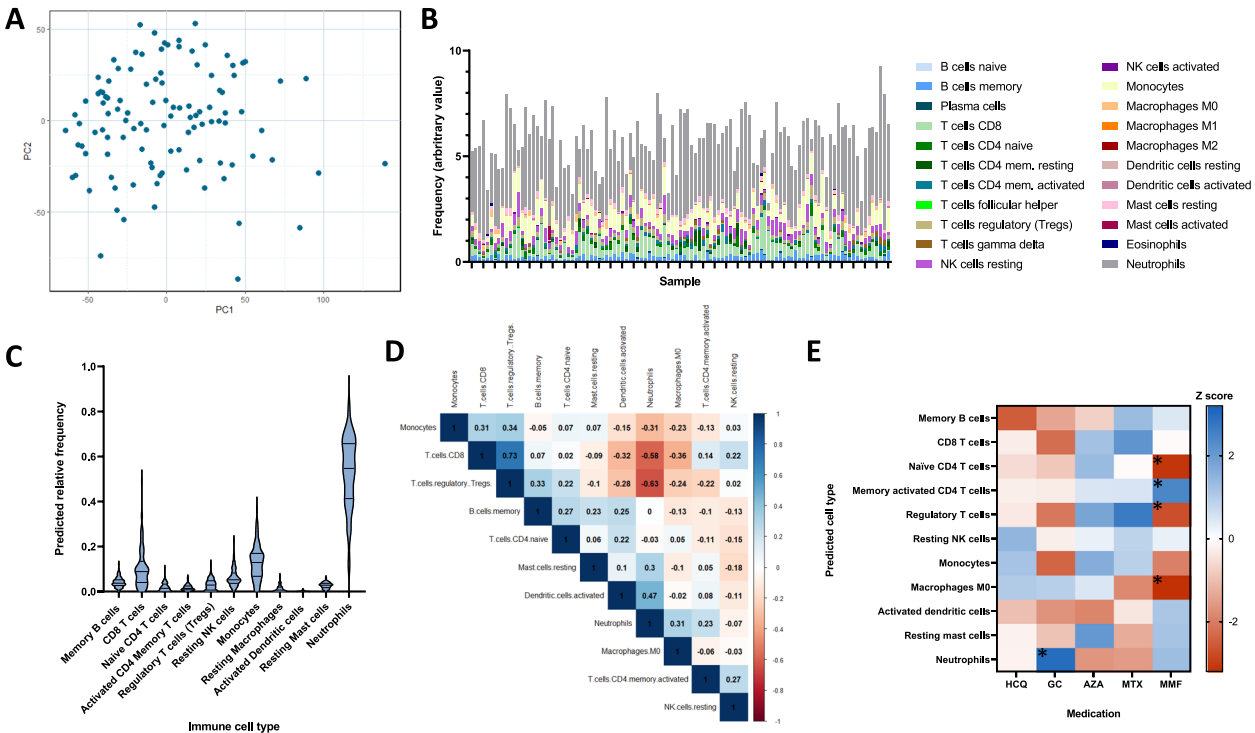 A
50
0
-50
PC2
-50
0
50
100
PC1
B
10
5
0
Frequency (arbritrary value)
Sample
B cells naive
B cells memory
Plasma cells
T cells CD8
T cells CD4 naive
T cells CD4 mem. resting
T cells CD4 mem. activated
T cells follicular helper
T cells regulatory (Tregs)
T cells gamma delta
NK cells resting
NK cells activated
Monocytes
Macrophages M0
Macrophages M1
Macrophages M2
Dendritic cells resting
Dendritic cells activated
Mast cells resting
Mast cells activated
Eosinophils
Neutrophils
C
1.0
0.8
0.6
0.4
0.2
0.0
Predicted relative frequency
Memory B cells
CD8 T cells
Naive CD4 T cells
Activated CD4 Memory T cells
Regulatory T cells (Tregs)
Resting NK cells
Monocytes
Resting Macrophages
Activated Dendritic cells
Resting Mast cells
Neutrophils
Immune cell type
D
Monocytes
T.cells.CD8
T.cells.regulatory..Tregs.
B.cells.memory
T.cells.CD4.naive
Mast.cells.resting
Dendritic.cells.activated
Neutrophils
Macrophages.M0
T.cells.CD4.memory.activated
NK.cells.resting
Monocytes 1 0.31 0.34 -0.05 0.07 0.07 -0.15 -0.31 -0.23 -0.13 0.03
T.cells.CD8 1 0.73 0.07 0.02 -0.09 -0.32 -0.58 -0.36 0.14 0.22
T.cells.regulatory..Tregs. 1 0.33 0.22 -0.1 -0.28 -0.63 -0.24 -0.22 0.02
B.cells.memory 1 0.27 0.23 0.25 0 -0.13 -0.1 -0.13
T.cells.CD4.naive 1 0.06 0.22 -0.03 0.05 -0.11 -0.15
Mast.cells.resting 1 0.1 0.3 -0.1 0.05 -0.18
Dendritic.cells.activated 1 0.47 -0.02 0.08 -0.11
Neutrophils 1 0.31 0.23 -0.07
Macrophages.M0 1 -0.06 -0.03
T.cells.CD4.memory.activated 1 0.27
NK.cells.resting 1
1
0.8
0.6
0.4
0.2
0
-0.2
-0.4
-0.6
-0.8
-1
E
Z score
Predicted cell type
Memory B cells
CD8 T cells
Naïve CD4 T cells *
Memory activated CD4 T cells *
Regulatory T cells *
Resting NK cells
Monocytes
Macrophages M0 *
Activated dendritic cells
Resting mast cells
Neutrophils *
HCQ GC AZA MTX MMF
Medication
2
0
-2